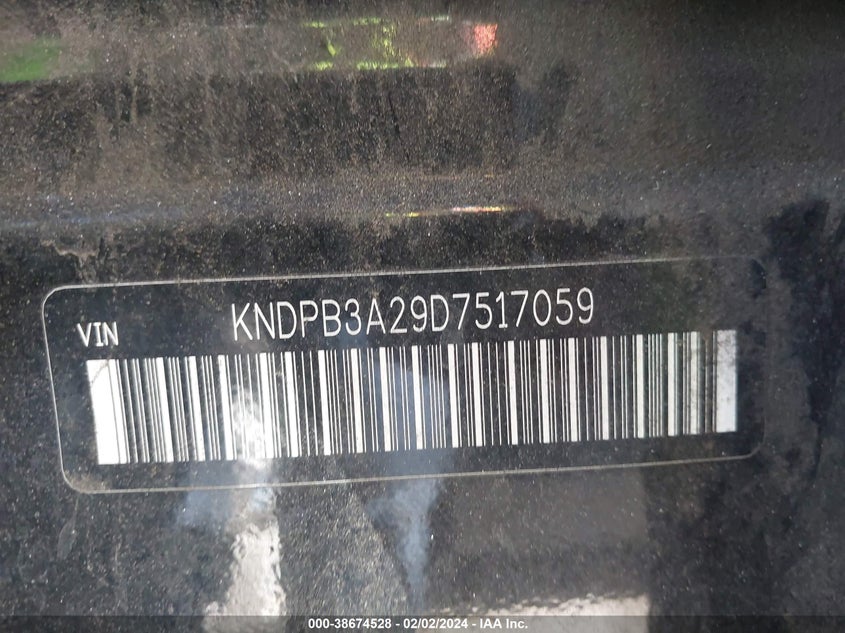 VIN KNDPB3A29D7517059
000-38674528 - 02/02/2024 - IAA Inc.